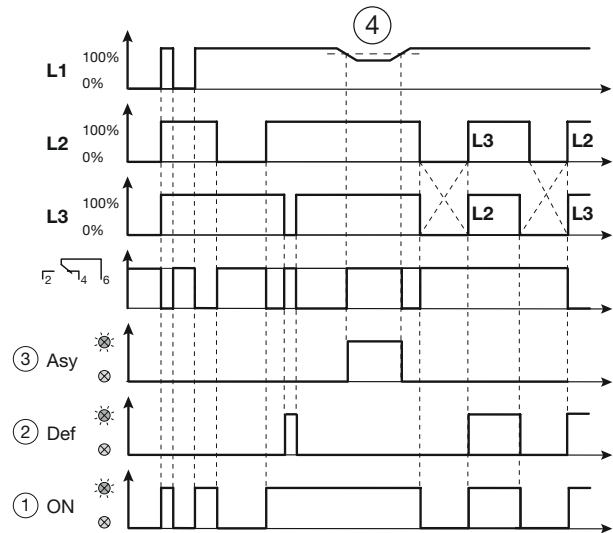 ④
L1 100%
0%
L2 100%
0%
L3 L2
L3 100%
0%
L2 L3
2 4 6
③ Asy
② Def
① ON